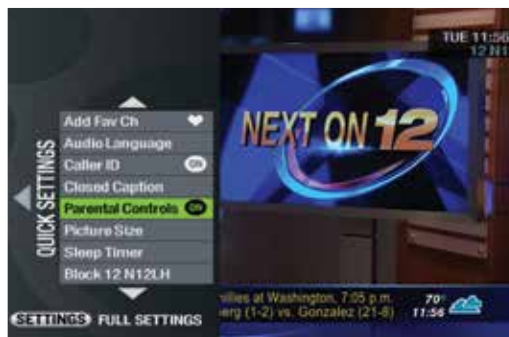 TUE 11:56
12 N1
NEXT ON 12
QUICK SETTINGS
Add Fav Ch
Audio Language
Caller ID ON
Closed Caption
Parental Controls ON
Picture Size
Sleep Timer
Block 12 N12LH
SETTINGS FULL SETTINGS
illies at Washington, 7:05 p.m.
erg (1-2) vs. Gonzalez (21-8)
70°
11:56